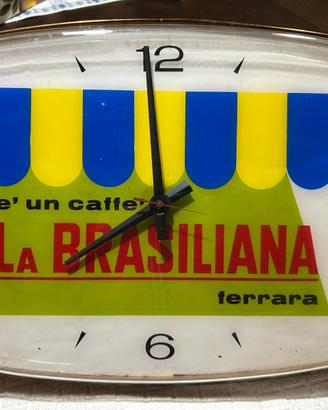 12
e' un caffe'
La BRASILIANA
ferrara
6